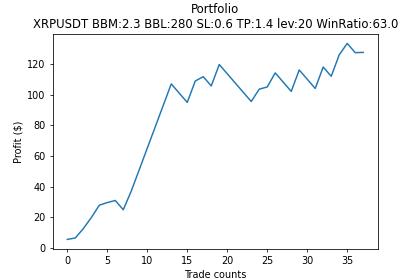 Portfolio
XRPUSDT BBM:2.3 BBL:280 SL:0.6 TP:1.4 lev:20 WinRatio:63.0
120
100
80
60
40
20
0
Profit ($)
0 5 10 15 20 25 30 35
Trade counts